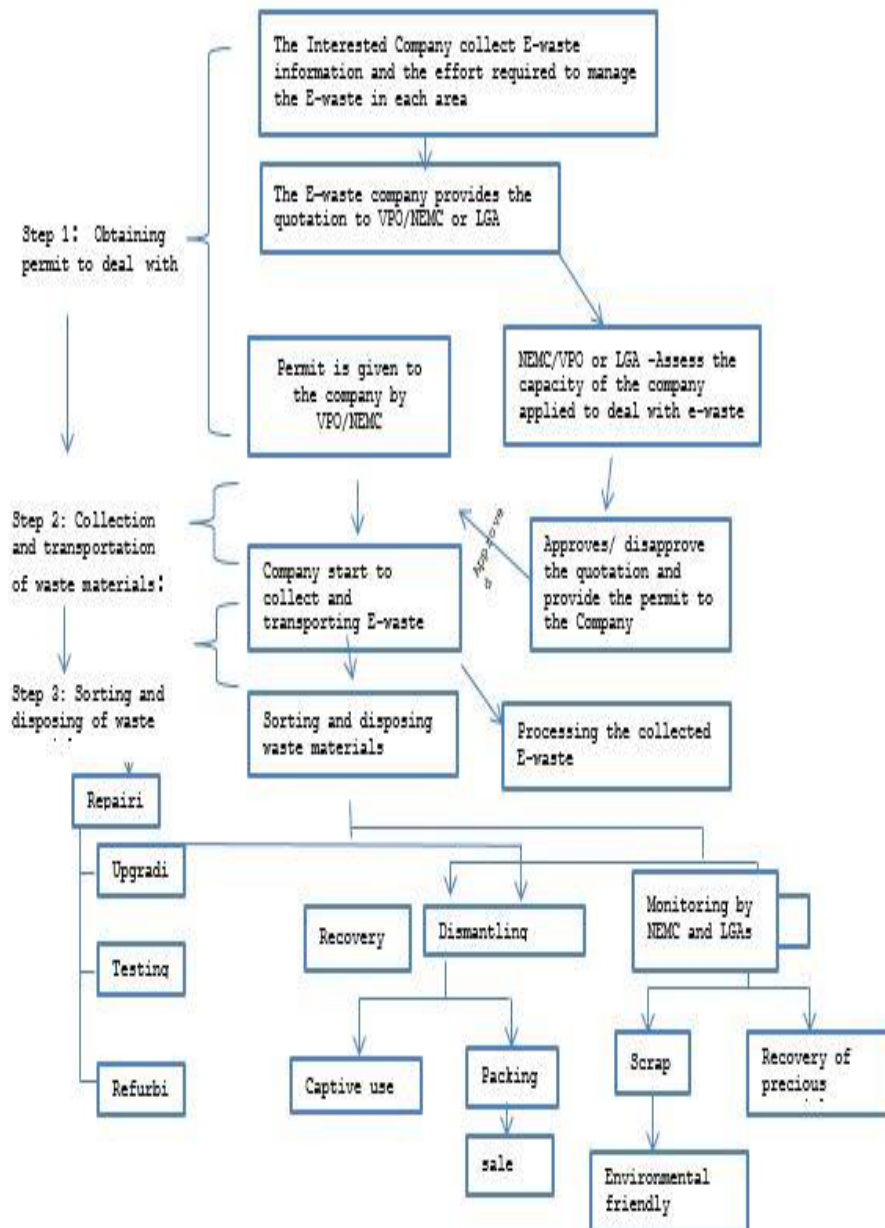 The Interested Company collect E-waste
information and the effort required to manage
the E-waste in each area
The E-waste company provides the
quotation to VPO/NEMC or LGA
Step 1: Obtaining
permit to deal with
Permit is given to
the company by
VPO/NEMC
NEMC/VPO or LGA -Assess the
capacity of the company
applied to deal with e-waste
Step 2: Collection
and transportation
of waste materials:
Approved
Approves/ disapprove
the quotation and
provide the permit to
the Company
Company start to
collect and
transporting E-waste
Step 3: Sorting and
disposing of waste
Sorting and disposing
waste materials
Processing the collected
E-waste
Repairi
Upgradi
Testing
Refurbi
Recovery
Dismantling
Monitoring by
NEMC and LGAs
Captive use
Packing
sale
Scrap
Recovery of
precious
Environmental
friendly